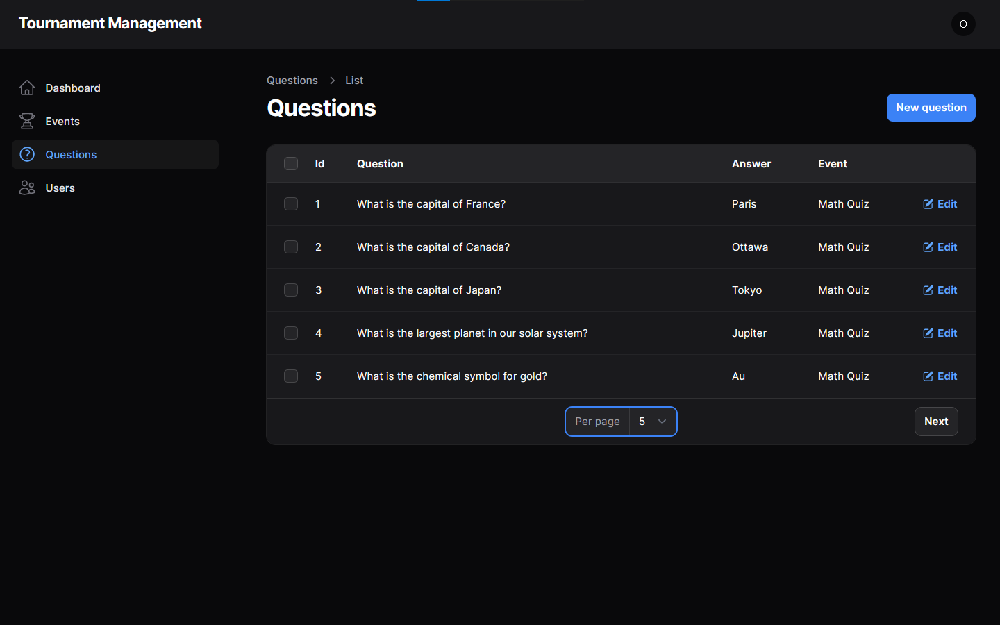 Tournament Management
O
Dashboard
Events
Questions
Users
Questions > List
Questions
New question
Id Question Answer Event
1 What is the capital of France? Paris Math Quiz Edit
2 What is the capital of Canada? Ottawa Math Quiz Edit
3 What is the capital of Japan? Tokyo Math Quiz Edit
4 What is the largest planet in our solar system? Jupiter Math Quiz Edit
5 What is the chemical symbol for gold? Au Math Quiz Edit
Per page 5
Next